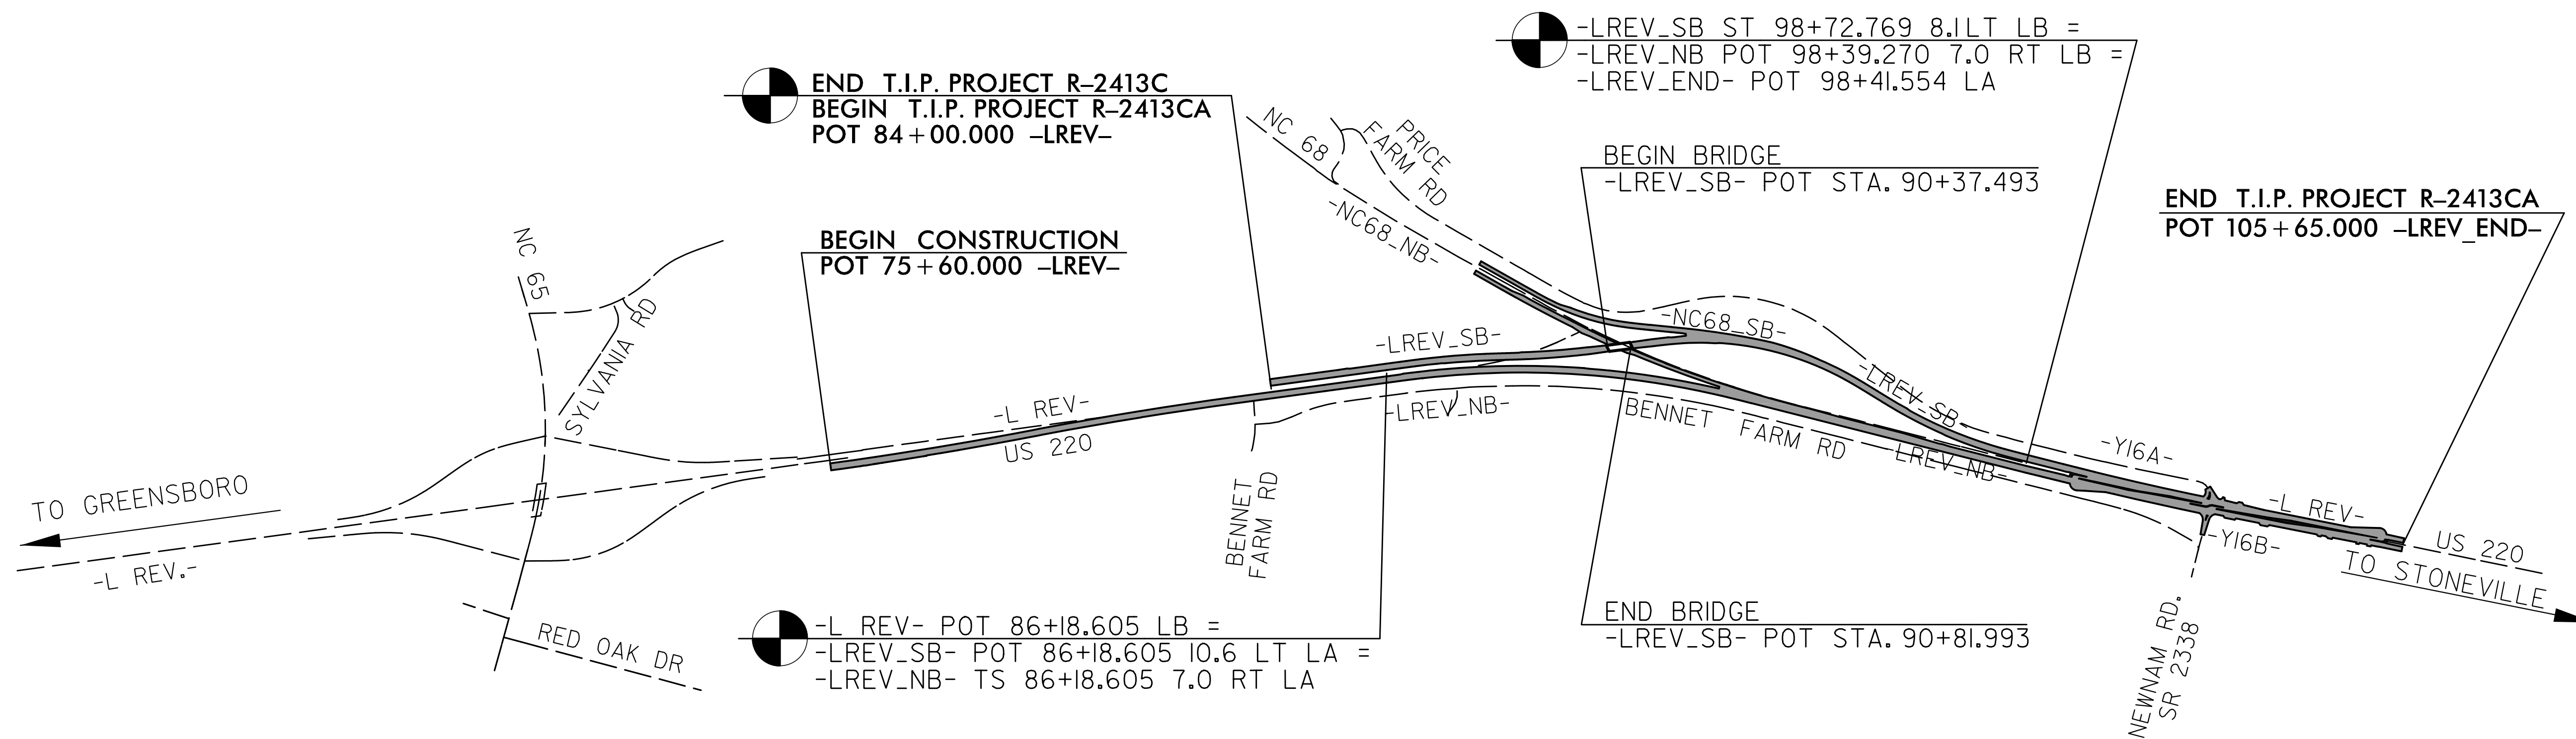 -LREV_SB ST 98+72.769 8.1LT LB =
-LREV_NB POT 98+39.270 7.0 RT LB =
-LREV_END- POT 98+41.554 LA
END T.I.P. PROJECT R–2413C
BEGIN T.I.P. PROJECT R–2413CA
POT 84+00.000 –LREV–
NC 68
PRICE
FARM RD
BEGIN BRIDGE
-LREV_SB- POT STA. 90+37.493
END T.I.P. PROJECT R–2413CA
POT 105+65.000 –LREV_END–
BEGIN CONSTRUCTION
POT 75+60.000 –LREV–
NC 65
-NC68_NB-
SYLVANIA RD
-LREV_SB-
-NC68_SB-
-L REV-
US 220
-LREV_NB-
BENNET FARM RD
-LREV_SB-
-LREV_NB-
-Y16A-
-L REV-
-Y16B-
US 220
TO STONEVILLE
TO GREENSBORO
-L REV.-
BENNET
FARM RD
RED OAK DR
-L REV- POT 86+18.605 LB =
-LREV_SB- POT 86+18.605 10.6 LT LA =
-LREV_NB- TS 86+18.605 7.0 RT LA
END BRIDGE
-LREV_SB- POT STA. 90+81.993
NEWNAM RD.
SR 2338